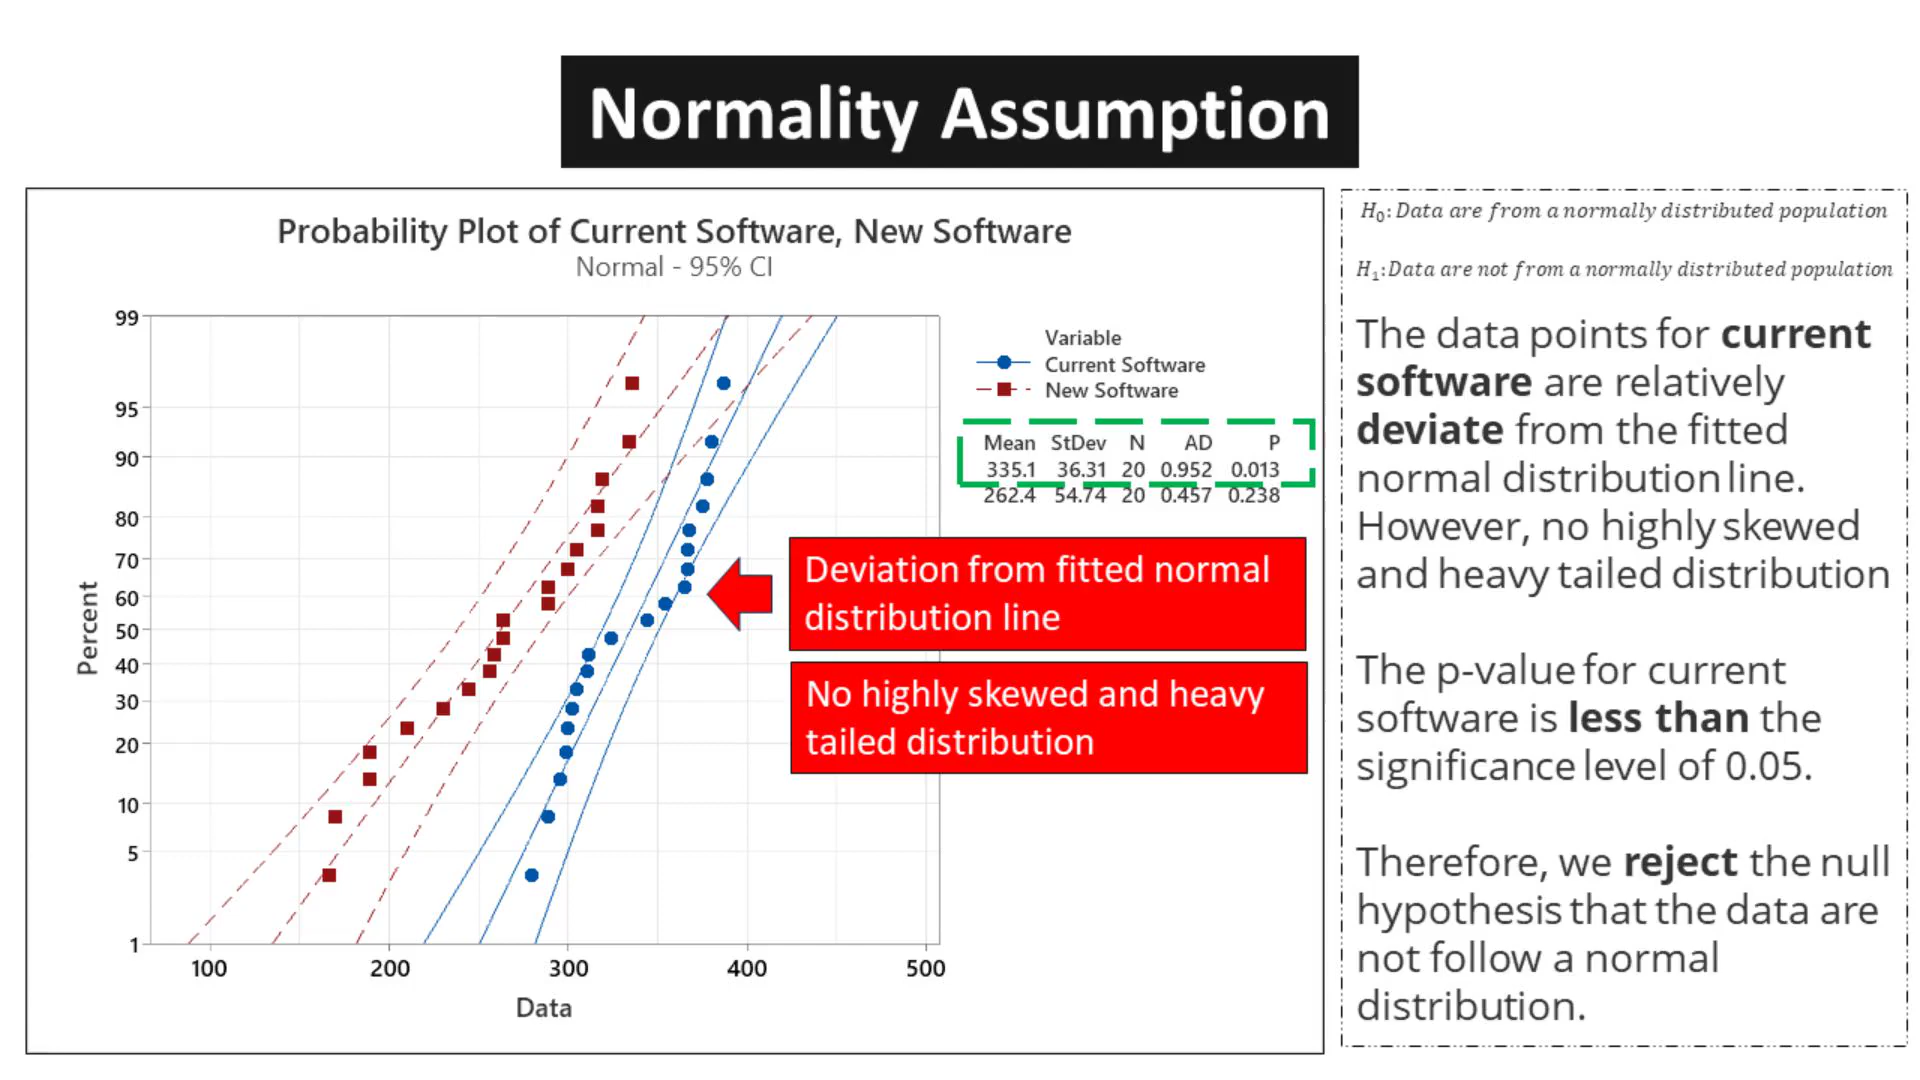 Normality Assumption
Probability Plot of Current Software, New Software
Normal - 95% CI
99
95
90
80
70
60
50
40
30
20
10
5
1
Percent
100 200 300 400 500
Data
Variable
Current Software
New Software
Mean StDev N AD P
335.1 36.31 20 0.952 0.013
262.4 54.74 20 0.457 0.238
Deviation from fitted normal
distribution line
No highly skewed and heavy
tailed distribution
H₀: Data are from a normally distributed population
H₁: Data are not from a normally distributed population
The data points for current
software are relatively
deviate from the fitted
normal distribution line.
However, no highly skewed
and heavy tailed distribution
The p-value for current
software is less than the
significance level of 0.05.
Therefore, we reject the null
hypothesis that the data are
not follow a normal
distribution.